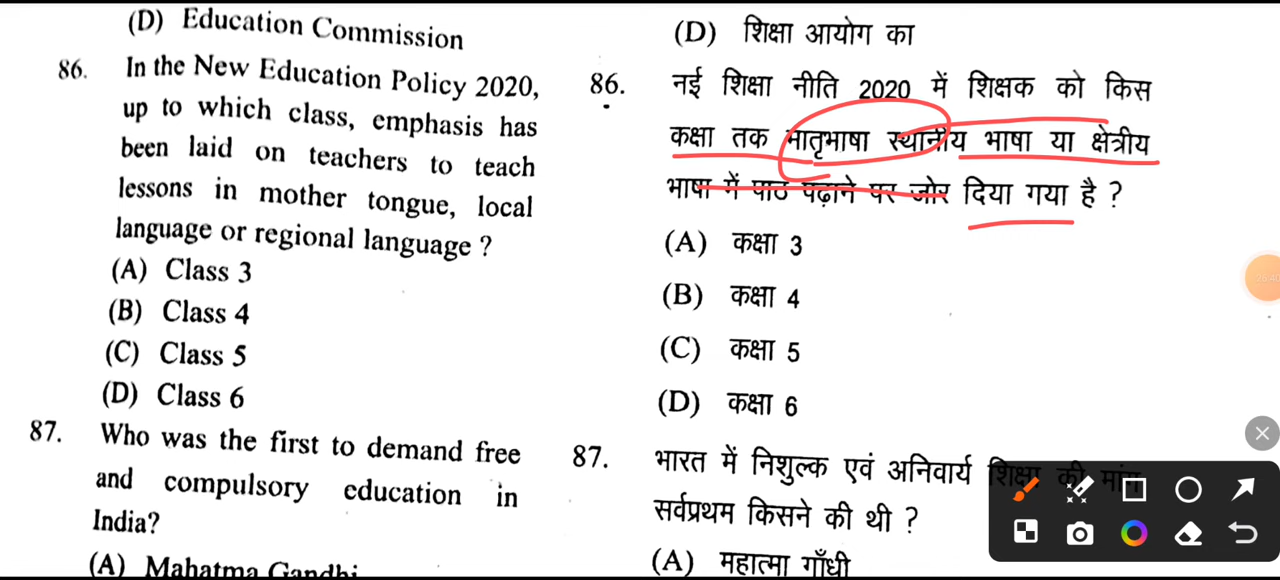 (D) Education Commission
86. In the New Education Policy 2020,
up to which class, emphasis has
been laid on teachers to teach
lessons in mother tongue, local
language or regional language ?
(A) Class 3
(B) Class 4
(C) Class 5
(D) Class 6
87. Who was the first to demand free
and compulsory education in
India?
(A) Mahatma Gandhi
(D) शिक्षा आयोग का
86. नई शिक्षा नीति 2020 में शिक्षक को किस
कक्षा तक मातृभाषा स्थानीय भाषा या क्षेत्रीय
भाषा में पाठ पढ़ाने पर जोर दिया गया है ?
(A) कक्षा 3
(B) कक्षा 4
(C) कक्षा 5
(D) कक्षा 6
87. भारत में निशुल्क एवं अनिवार्य शिक्षा की मांग
सर्वप्रथम किसने की थी ?
(A) महात्मा गाँधी